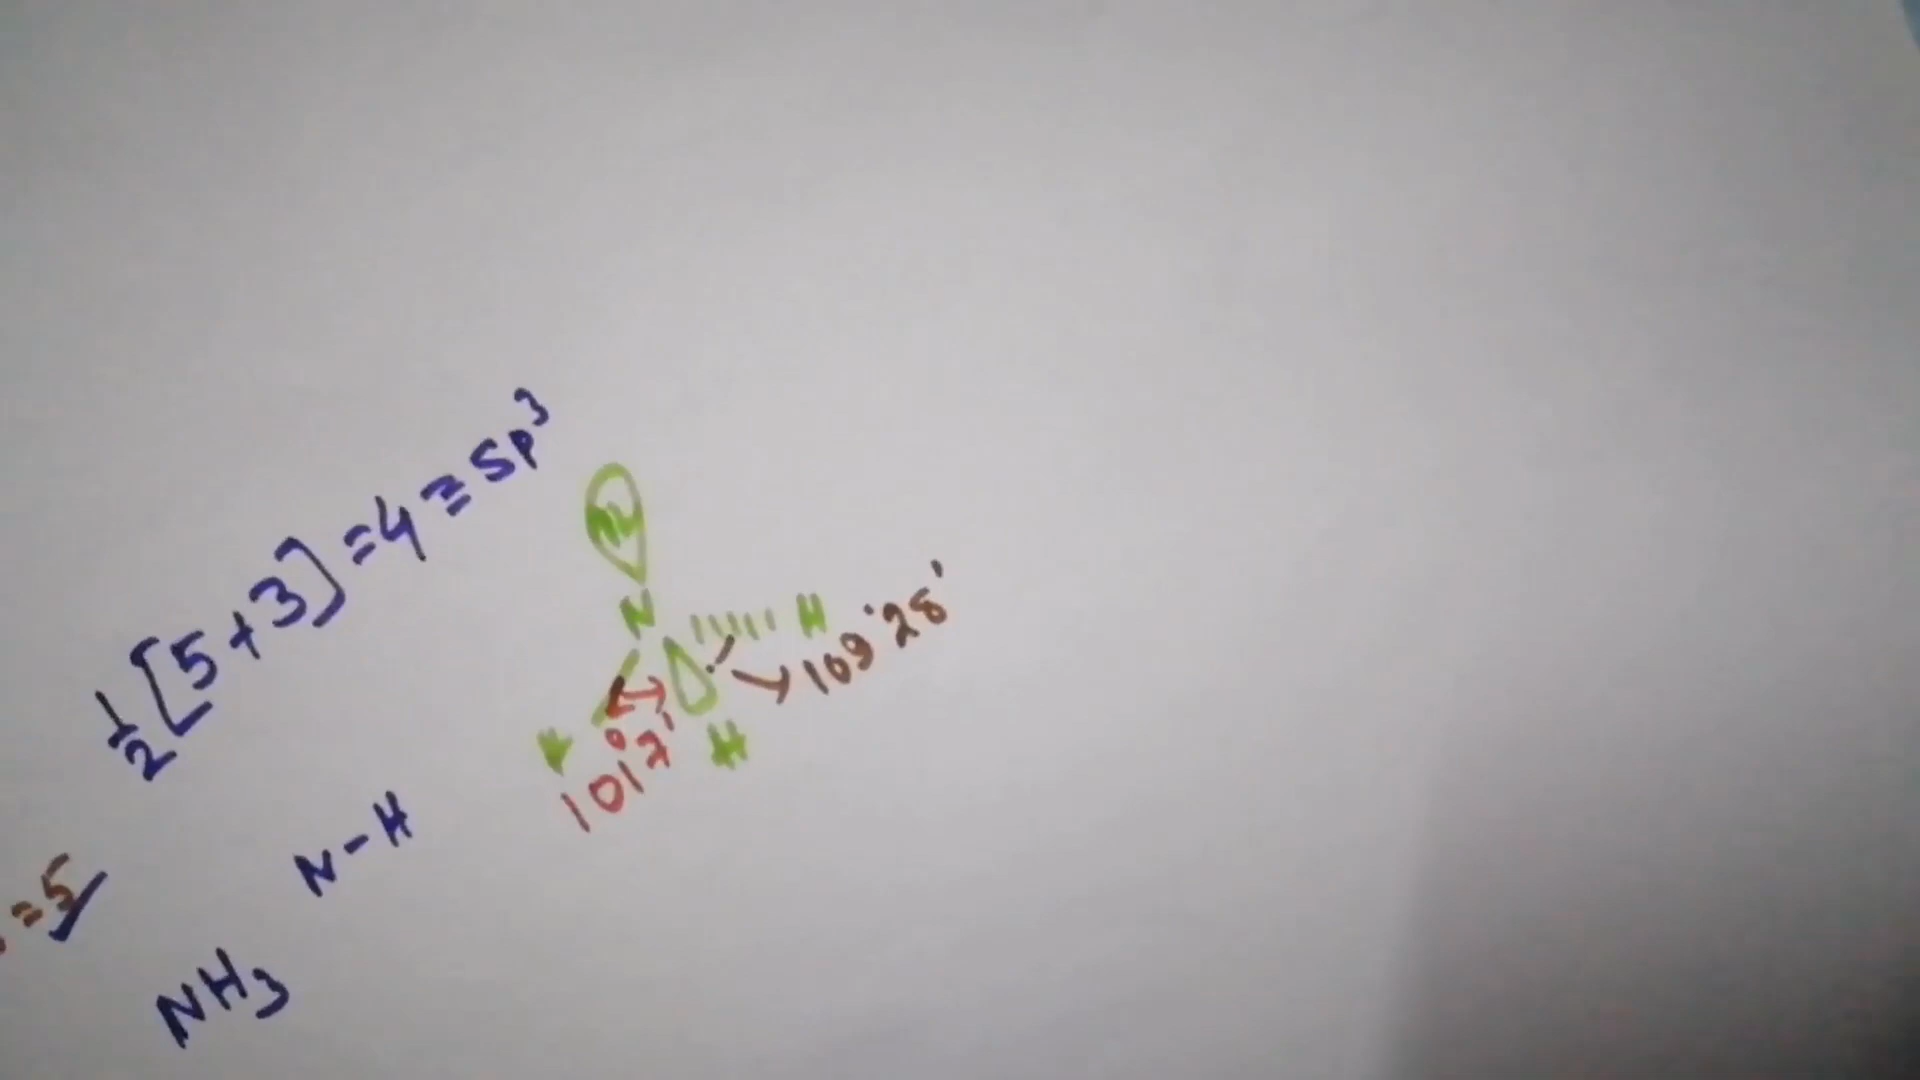 1/2 [5+3] = 4 ≡ sp³
N
H
109°28'
H
H
101°7'
N-H
=5
NH₃